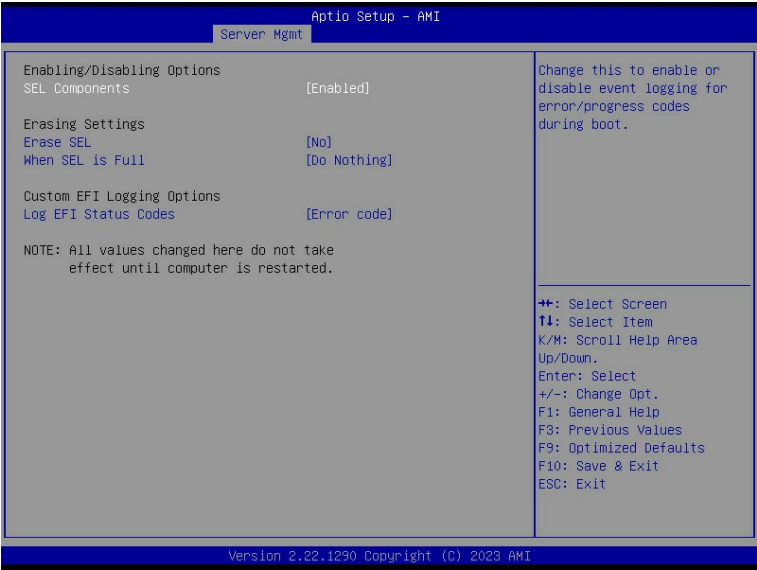 Aptio Setup – AMI
Server Mgmt
Enabling/Disabling Options
SEL Components [Enabled]
Erasing Settings
Erase SEL [No]
When SEL is Full [Do Nothing]
Custom EFI Logging Options
Log EFI Status Codes [Error code]
NOTE: All values changed here do not take
effect until computer is restarted.
Change this to enable or
disable event logging for
error/progress codes
during boot.
→←: Select Screen
↑↓: Select Item
K/M: Scroll Help Area
Up/Down.
Enter: Select
+/-: Change Opt.
F1: General Help
F3: Previous Values
F9: Optimized Defaults
F10: Save & Exit
ESC: Exit
Version 2.22.1290 Copyright (C) 2023 AMI